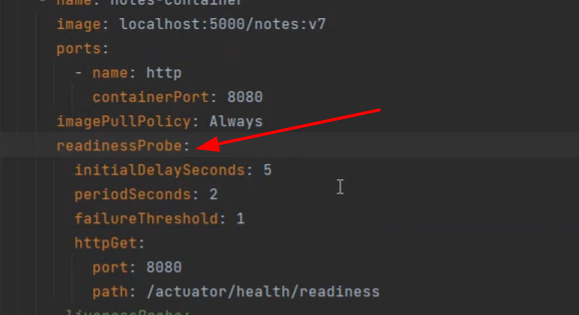 - name: notes-container
image: localhost:5000/notes:v7
ports:
- name: http
containerPort: 8080
imagePullPolicy: Always
readinessProbe:
initialDelaySeconds: 5
periodSeconds: 2
failureThreshold: 1
httpGet:
port: 8080
path: /actuator/health/readiness
livenessProbe: